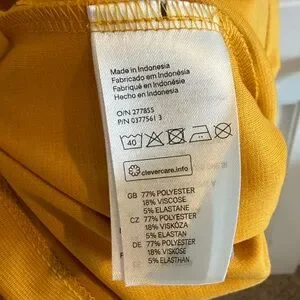 Made in Indonesia
Fabricado em Indonésia
Fabriqué en Indonésie
Hecho en Indonesia
O/N 277855
P/N 0377561 3
40
clevercare.info
GB 77% POLYESTER
18% VISCOSE
5% ELASTANE
CZ 77% POLYESTER
18% VISKÓZA
5% ELASTAN
DE 77% POLYESTER
18% VISKOSE
5% ELASTHAN